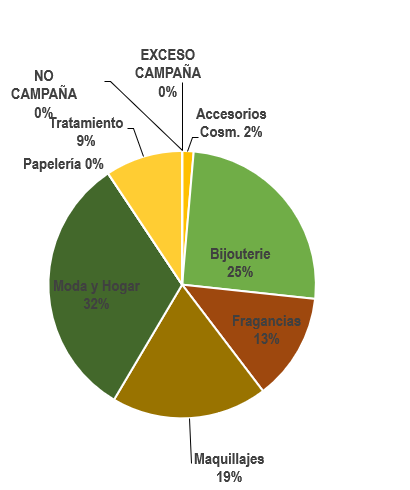 EXCESO
CAMPAÑA
0%
NO
CAMPAÑA
0%
Accesorios
Cosm. 2%
Tratamiento
9%
Papelería 0%
Bijouterie
25%
Moda y Hogar
32%
Fragancias
13%
Maquillajes
19%